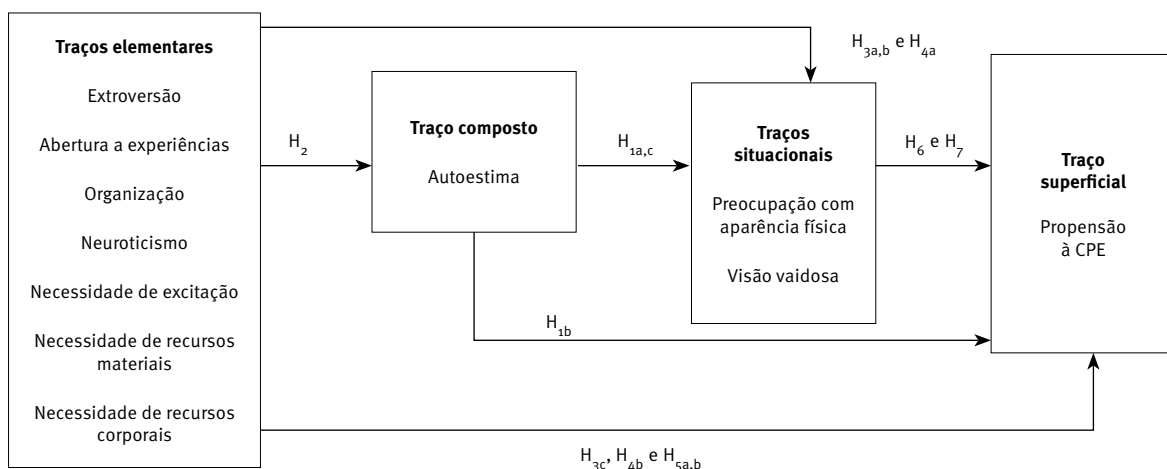 Traços elementares
Extroversão
Abertura a experiências
Organização
Neuroticismo
Necessidade de excitação
Necessidade de recursos
materiais
Necessidade de recursos
corporais
H2
Traço composto
Autoestima
H1a,c
H1b
H3a,b e H4a
Traços
situacionais
Preocupação com
aparência física
Visão vaidosa
H6 e H7
Traço
superficial
Propensão
à CPE
H3c, H4b e H5a,b